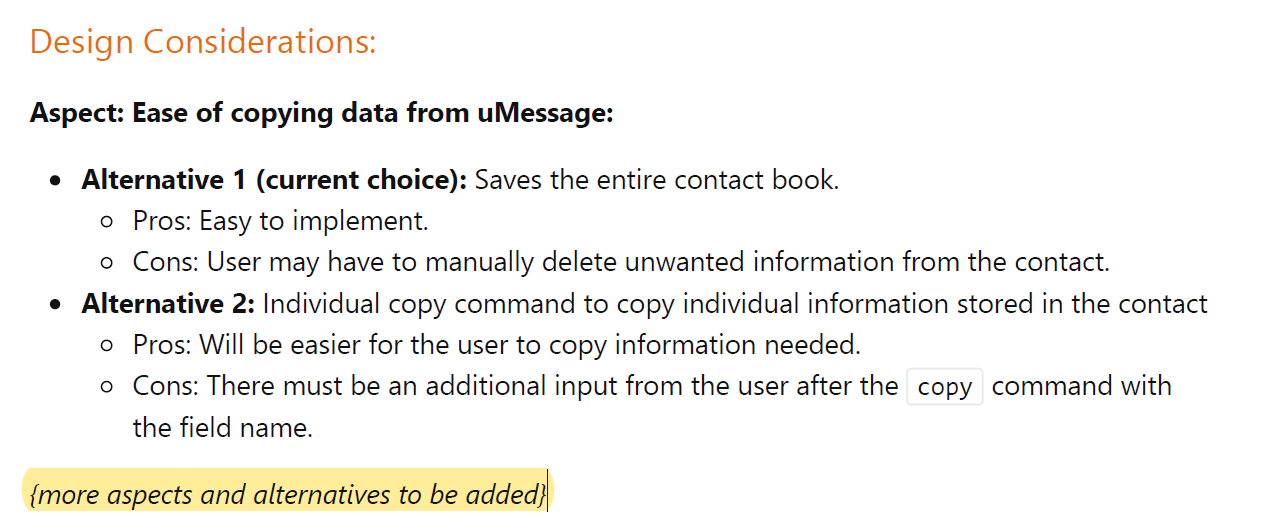 Design Considerations:
Aspect: Ease of copying data from uMessage:
• Alternative 1 (current choice): Saves the entire contact book.
◦ Pros: Easy to implement.
◦ Cons: User may have to manually delete unwanted information from the contact.
• Alternative 2: Individual copy command to copy individual information stored in the contact
◦ Pros: Will be easier for the user to copy information needed.
◦ Cons: There must be an additional input from the user after the copy command with
the field name.
{more aspects and alternatives to be added}